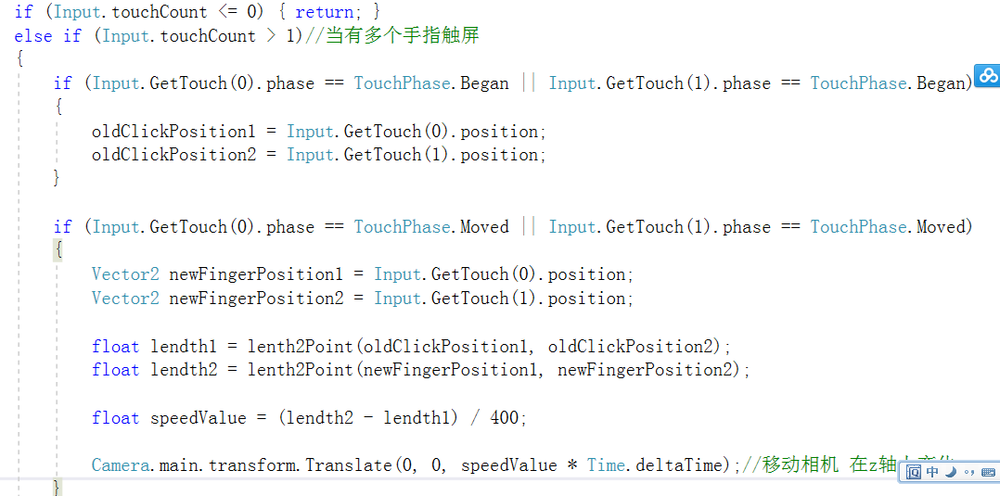 if (Input.touchCount <= 0) { return; }
else if (Input.touchCount > 1)//当有多个手指触屏
{
if (Input.GetTouch(0).phase == TouchPhase.Began || Input.GetTouch(1).phase == TouchPhase.Began)
{
oldClickPosition1 = Input.GetTouch(0).position;
oldClickPosition2 = Input.GetTouch(1).position;
}
if (Input.GetTouch(0).phase == TouchPhase.Moved || Input.GetTouch(1).phase == TouchPhase.Moved)
{
Vector2 newFingerPosition1 = Input.GetTouch(0).position;
Vector2 newFingerPosition2 = Input.GetTouch(1).position;
float lendth1 = lenth2Point(oldClickPosition1, oldClickPosition2);
float lendth2 = lenth2Point(newFingerPosition1, newFingerPosition2);
float speedValue = (lendth2 - lendth1) / 400;
Camera.main.transform.Translate(0, 0, speedValue * Time.deltaTime);//移动相机 在z轴
中
}